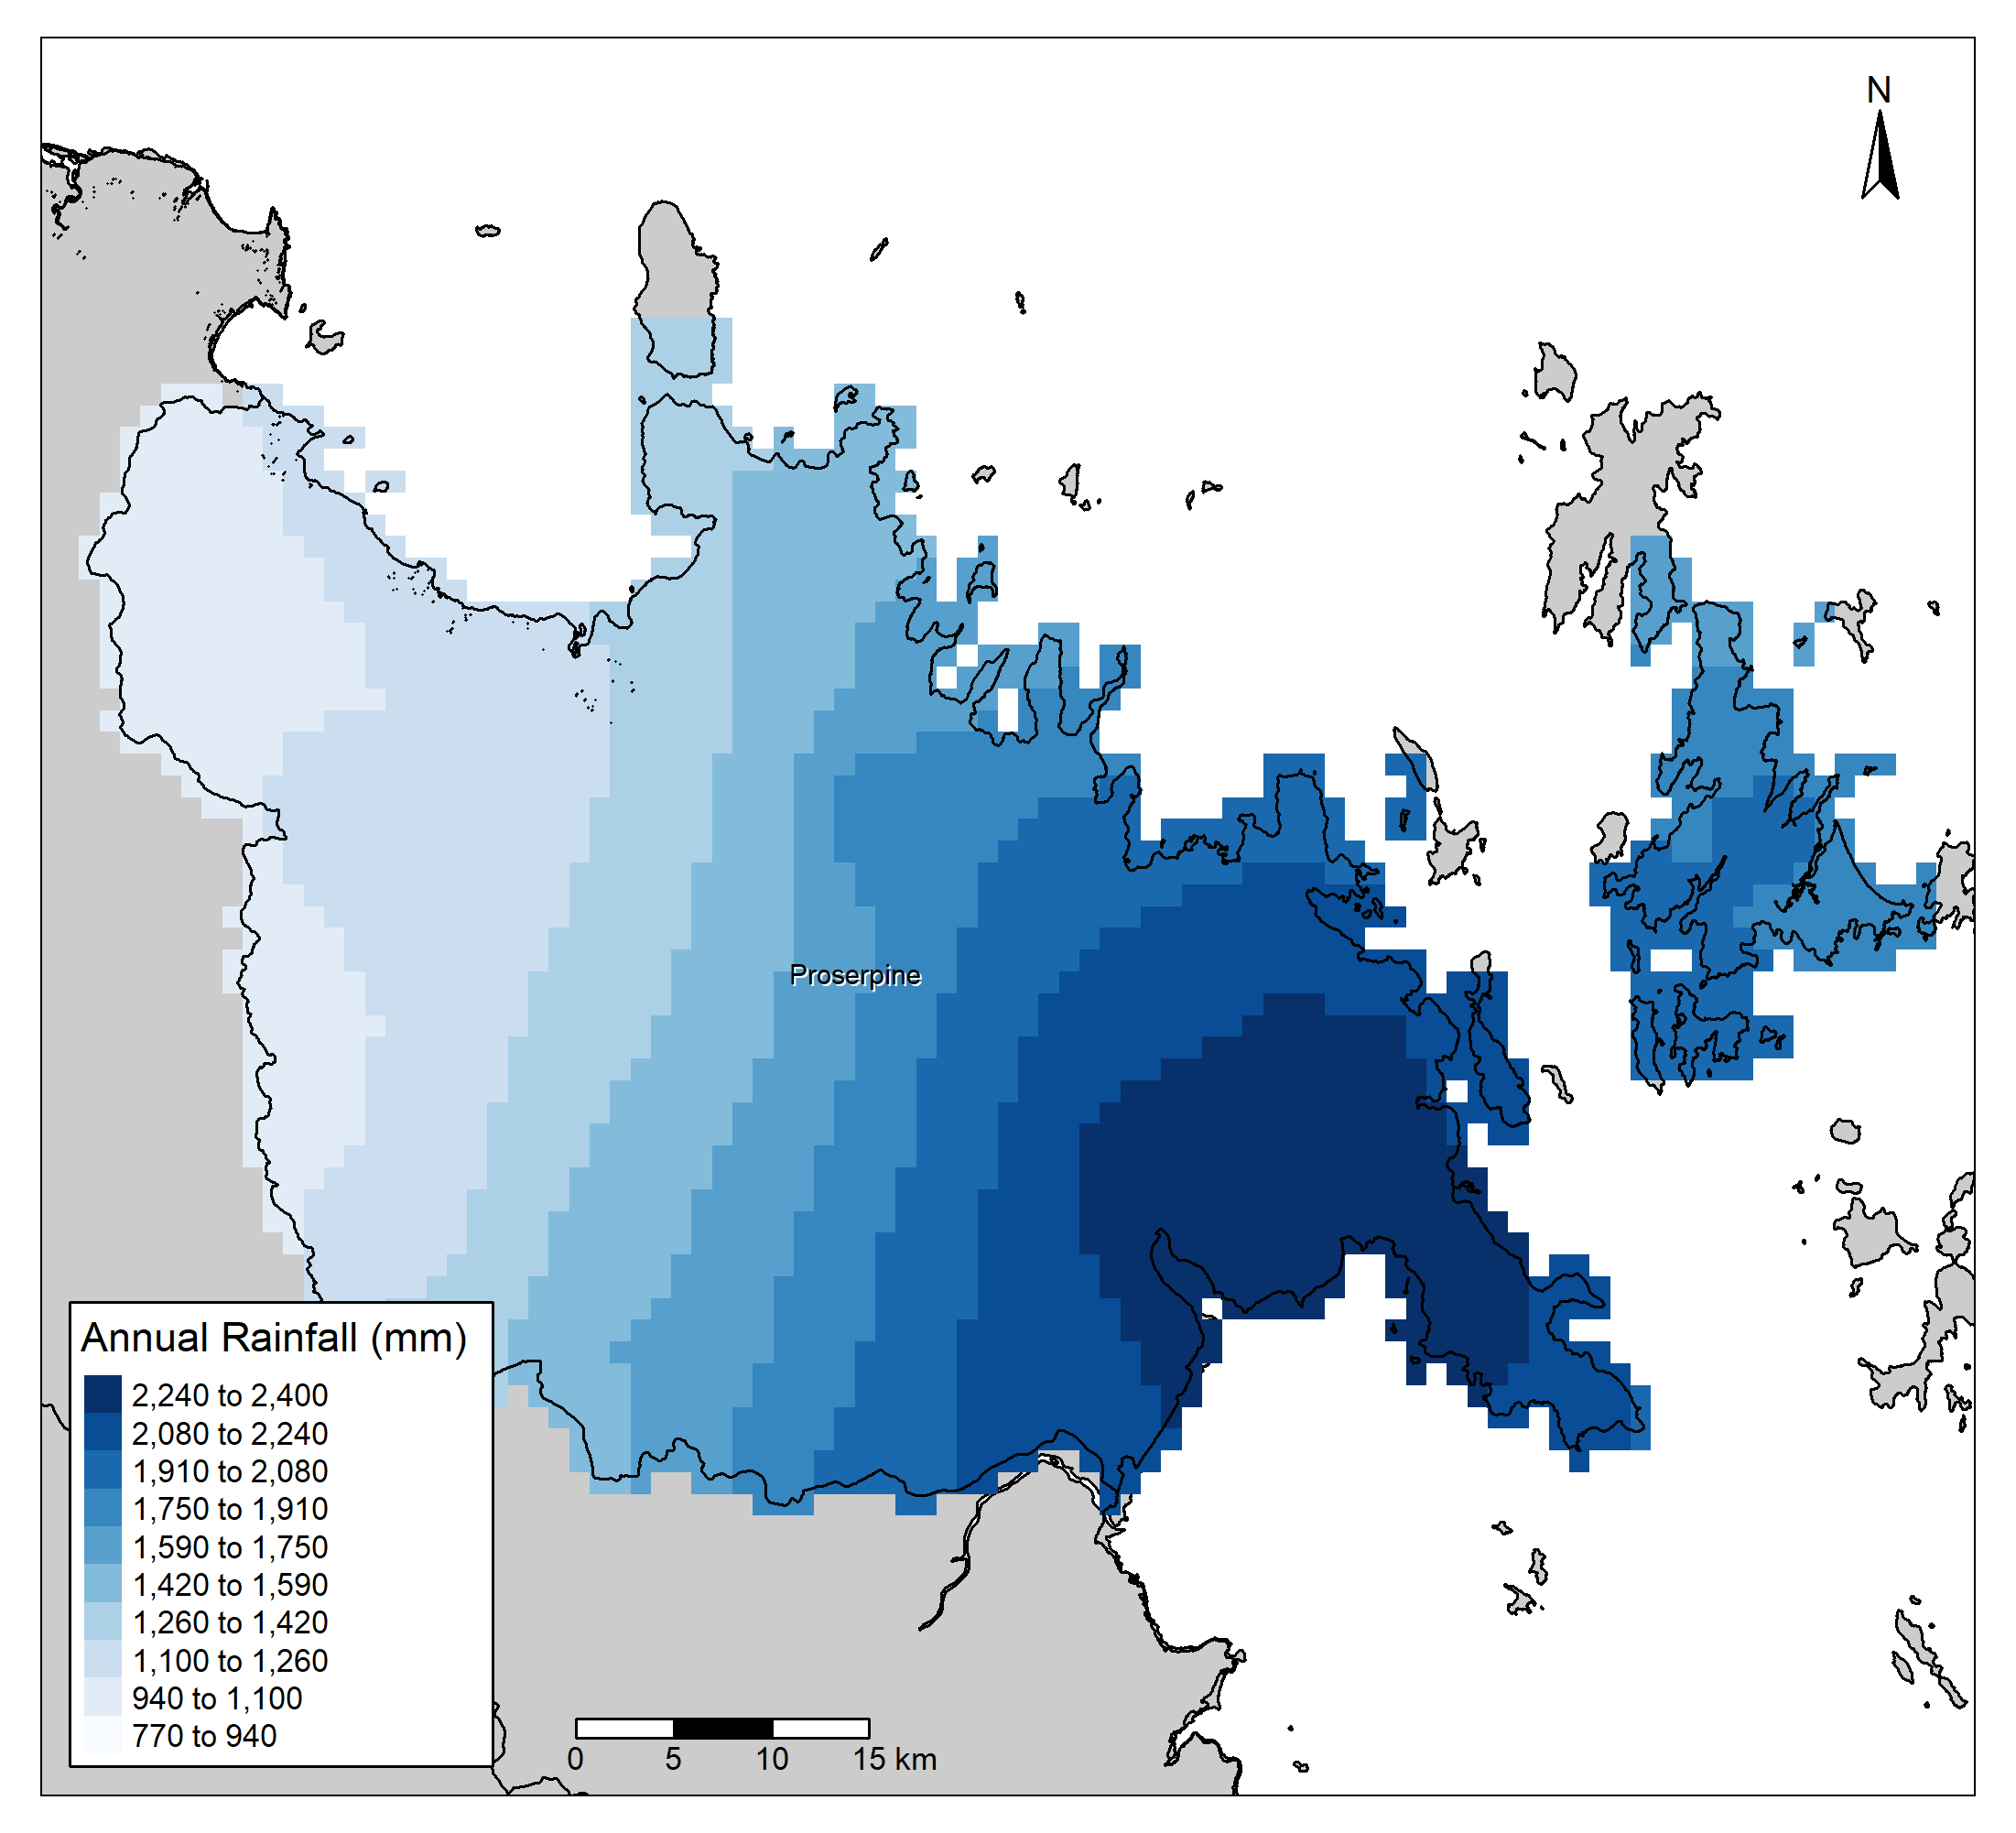 N
Proserpine
Annual Rainfall (mm)
2,240 to 2,400
2,080 to 2,240
1,910 to 2,080
1,750 to 1,910
1,590 to 1,750
1,420 to 1,590
1,260 to 1,420
1,100 to 1,260
940 to 1,100
770 to 940
0 5 10 15 km